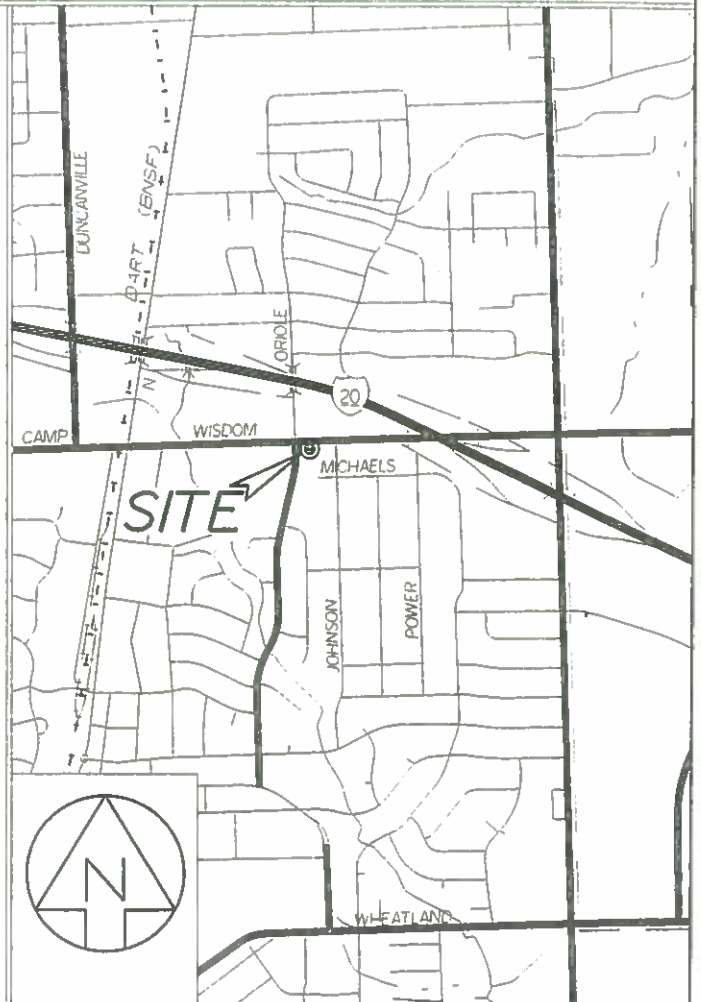 DUNCANVILLE
DART (BNSF)
ORIOLE
N
20
CAMP WISDOM
MICHAELS
SITE
JOHNSON
POWER
N
WHEATLAND